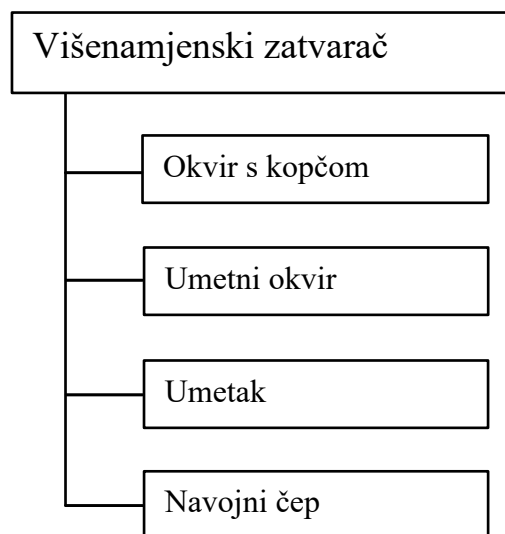 Višenamjenski zatvarač
Okvir s kopčom
Umetni okvir
Umetak
Navojni čep